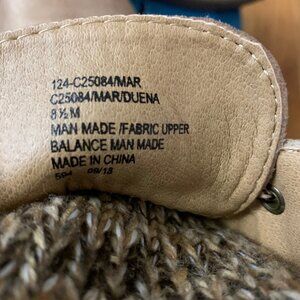 124-C25084/MAR
C25084/MAR/DUENA
8 ½ M
MAN MADE/FABRIC UPPER
BALANCE MAN MADE
MADE IN CHINA
09/18